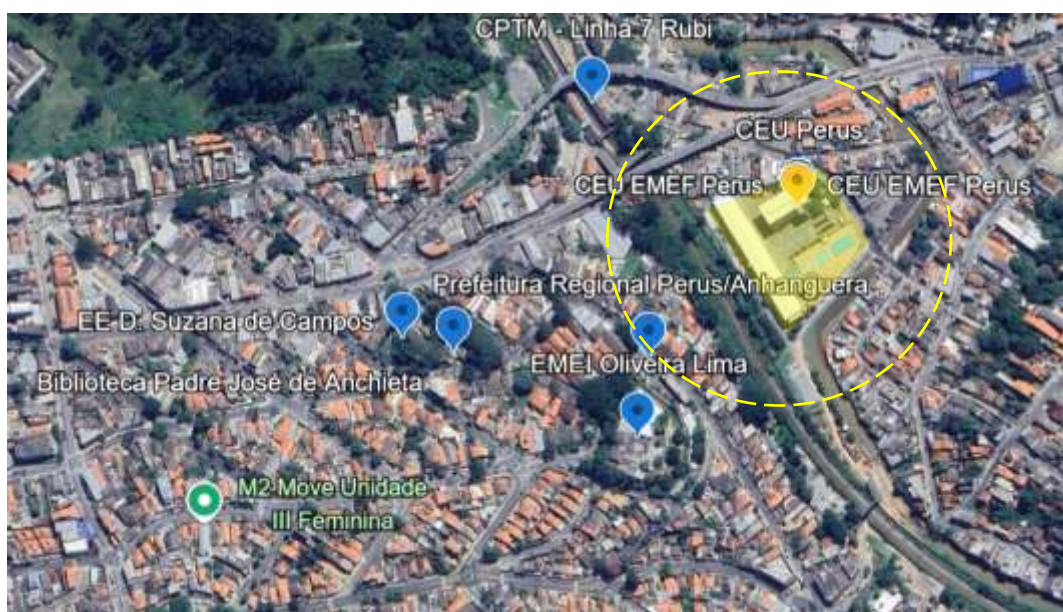 CPTM - Linha 7 Rubi
CEU Perus
CEU EMEF Perus
CEU EMEF Perus
Prefeitura Regional Perus/Anhanguera...
EE D. Suzana de Campos
EMEI Oliveira Lima
Biblioteca Padre José de Anchieta
M2 Move Unidade
III Feminina